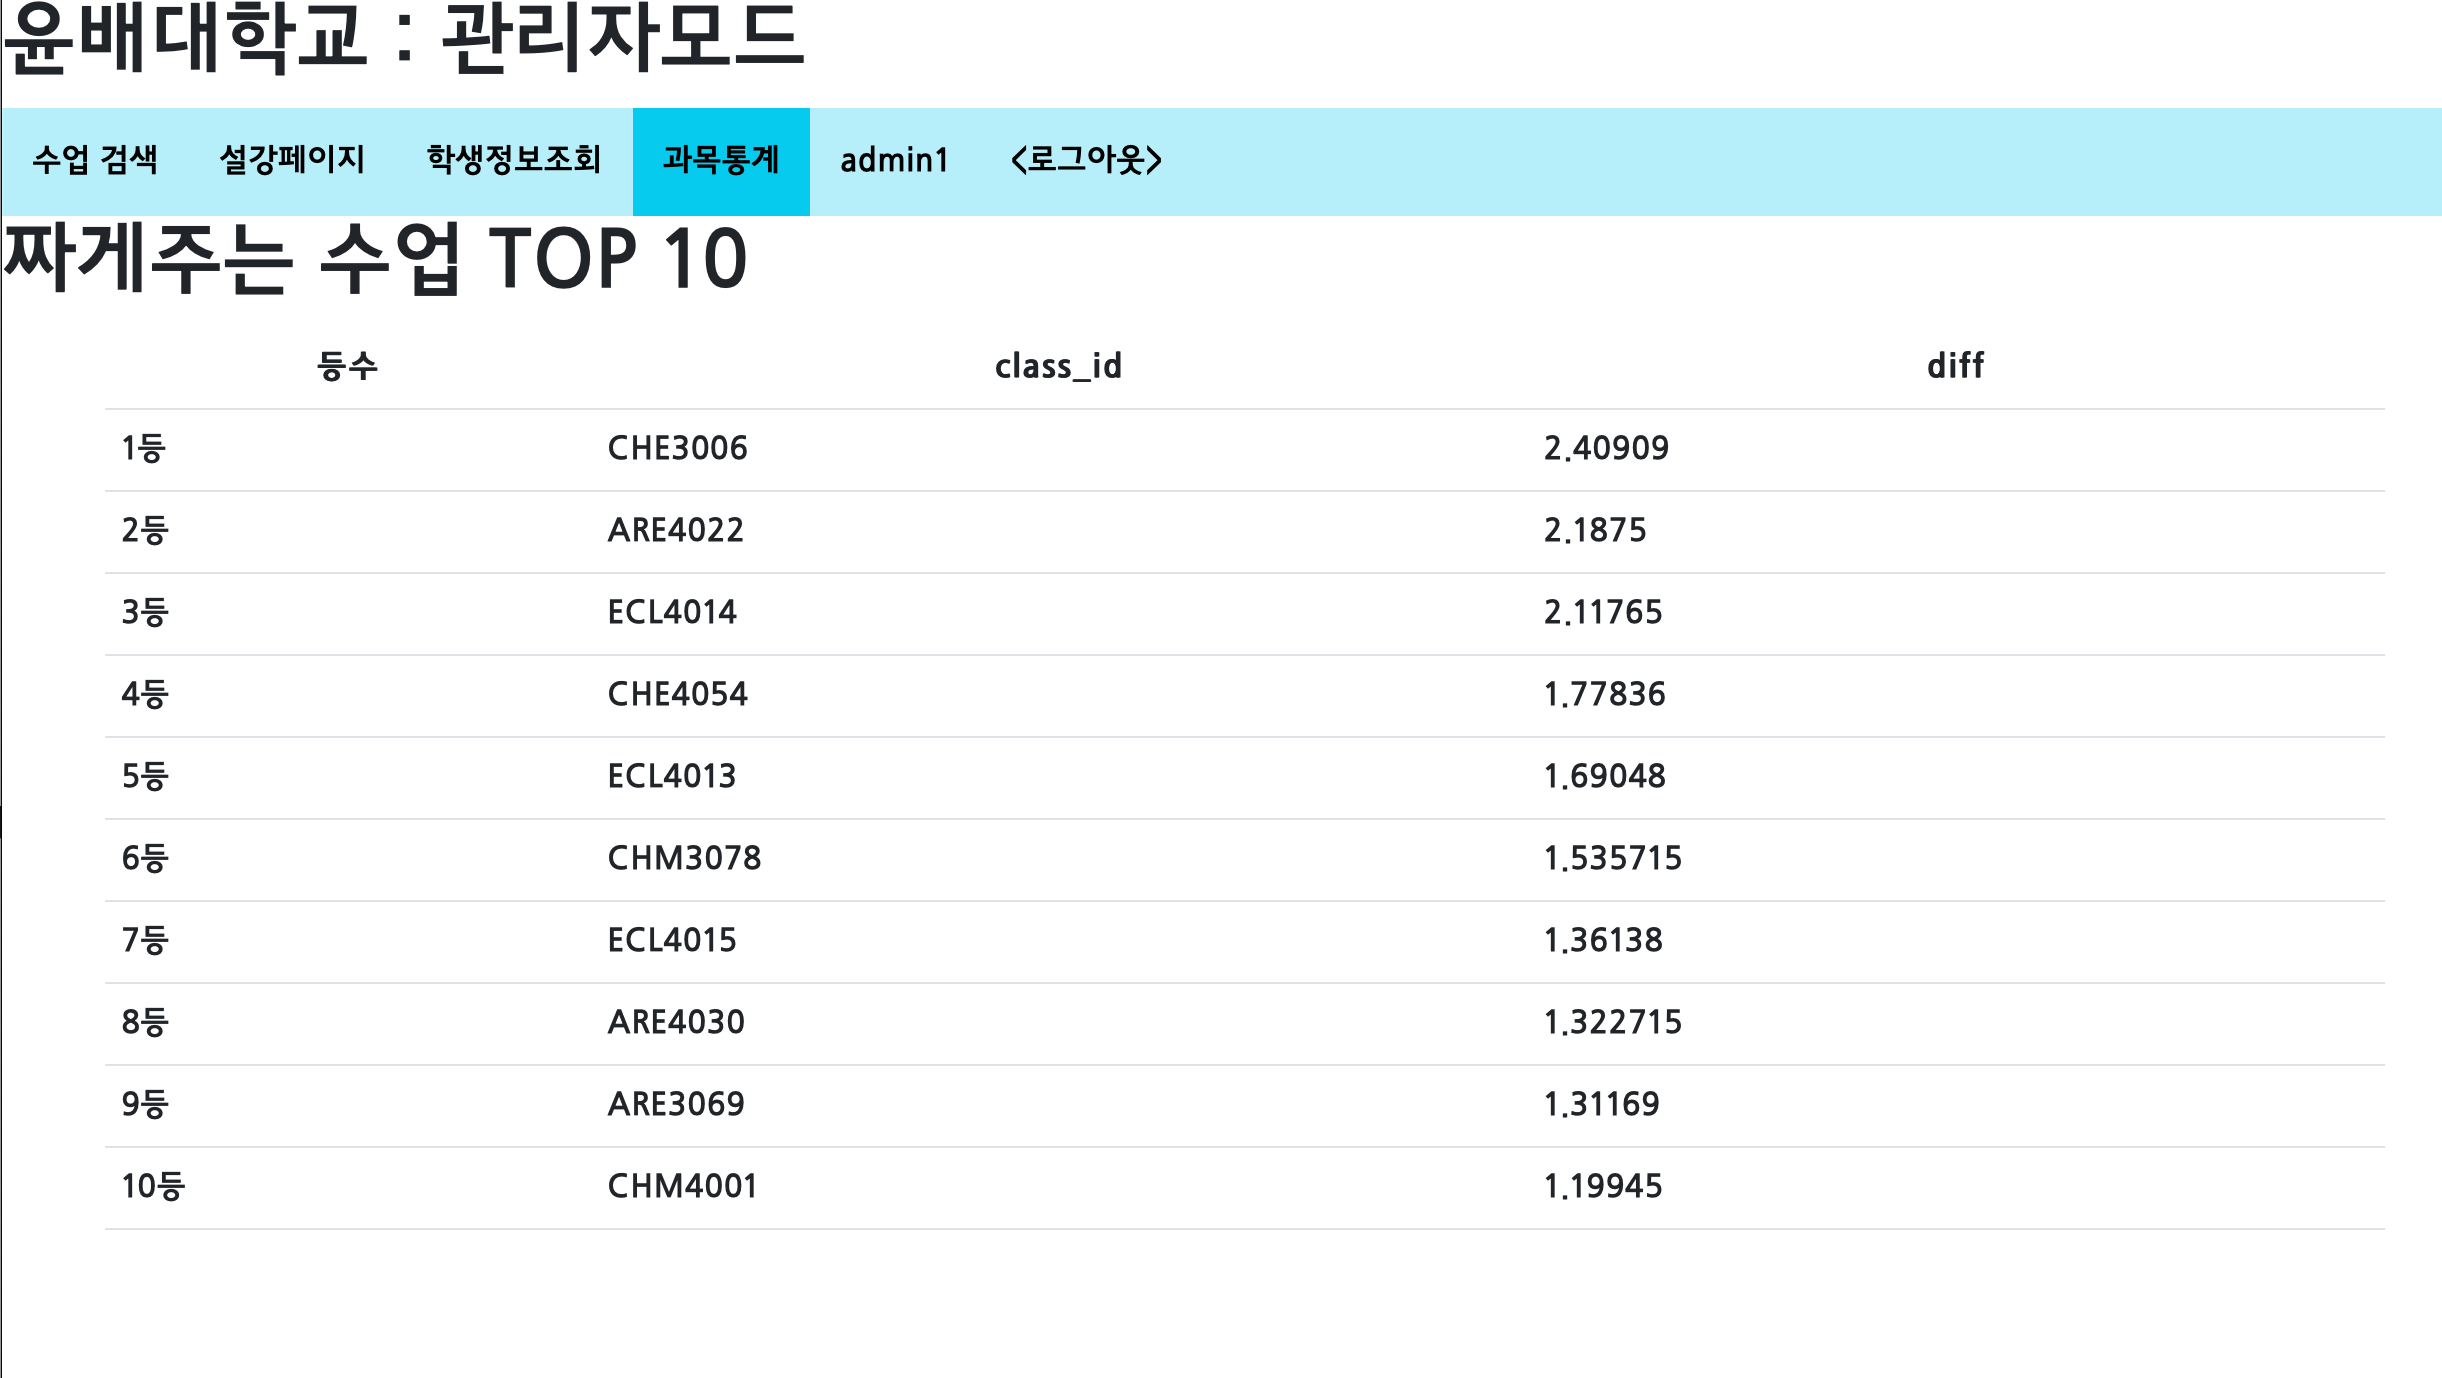 윤배대학교 : 관리자모드
수업 검색 설강페이지 학생정보조회 과목통계 admin1 <로그아웃>
짜게주는 수업 TOP 10
등수 class_id diff
1등 CHE3006 2.40909
2등 ARE4022 2.1875
3등 ECL4014 2.11765
4등 CHE4054 1.77836
5등 ECL4013 1.69048
6등 CHM3078 1.535715
7등 ECL4015 1.36138
8등 ARE4030 1.322715
9등 ARE3069 1.31169
10등 CHM4001 1.19945